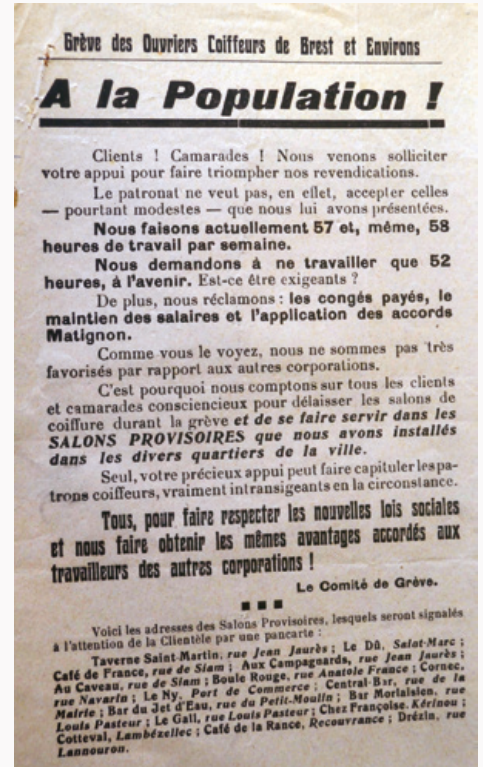 Grève des Ouvriers Coiffeurs de Brest et Environs
A la Population !
Clients ! Camarades ! Nous venons solliciter
votre appui pour faire triompher nos revendications.
Le patronat ne veut pas, en effet, accepter celles
— pourtant modestes — que nous lui avons présentées.
Nous faisons actuellement 57 et, même, 58
heures de travail par semaine.
Nous demandons à ne travailler que 52
heures, à l'avenir. Est-ce être exigeants ?
De plus, nous réclamons : les congés payés, le
maintien des salaires et l'application des accords
Matignon.
Comme vous le voyez, nous ne sommes pas très
favorisés par rapport aux autres corporations.
C'est pourquoi nous comptons sur tous les clients
et camarades consciencieux pour délaisser les salons de
coiffure durant la grève et de se faire servir dans les
SALONS PROVISOIRES que nous avons installés
dans les divers quartiers de la ville.
Seul, votre précieux appui peut faire capituler les pa-
trons coiffeurs, vraiment intransigeants en la circonstance.
Tous, pour faire respecter les nouvelles lois sociales
et nous faire obtenir les mêmes avantages accordés aux
travailleurs des autres corporations !
Le Comité de Grève.
Voici les adresses des Salons Provisoires, lesquels seront signalés
à l'attention de la Clientèle par une pancarte :
Taverne Saint-Martin, rue Jean Jaurès ; Le Dû, Saint-Marc ;
Café de France, rue de Siam ; Aux Campagnards, rue Jean Jaurès ;
Au Caveau, rue de Siam ; Boule Rouge, rue Anatole France ; Cornec,
rue Navarin ; Le Ny, Port de Commerce ; Central-Bar, rue de la
Mairie ; Bar du Jet d'Eau, rue du Petit-Moulin ; Bar Morlaisien, rue
Louis Pasteur ; Le Gall, rue Louis Pasteur ; Chez Françoise, Kérinou ;
Cotteval, Lambézellec ; Café de la Rance, Recouvrance ; Drézin, rue
Lannouron.